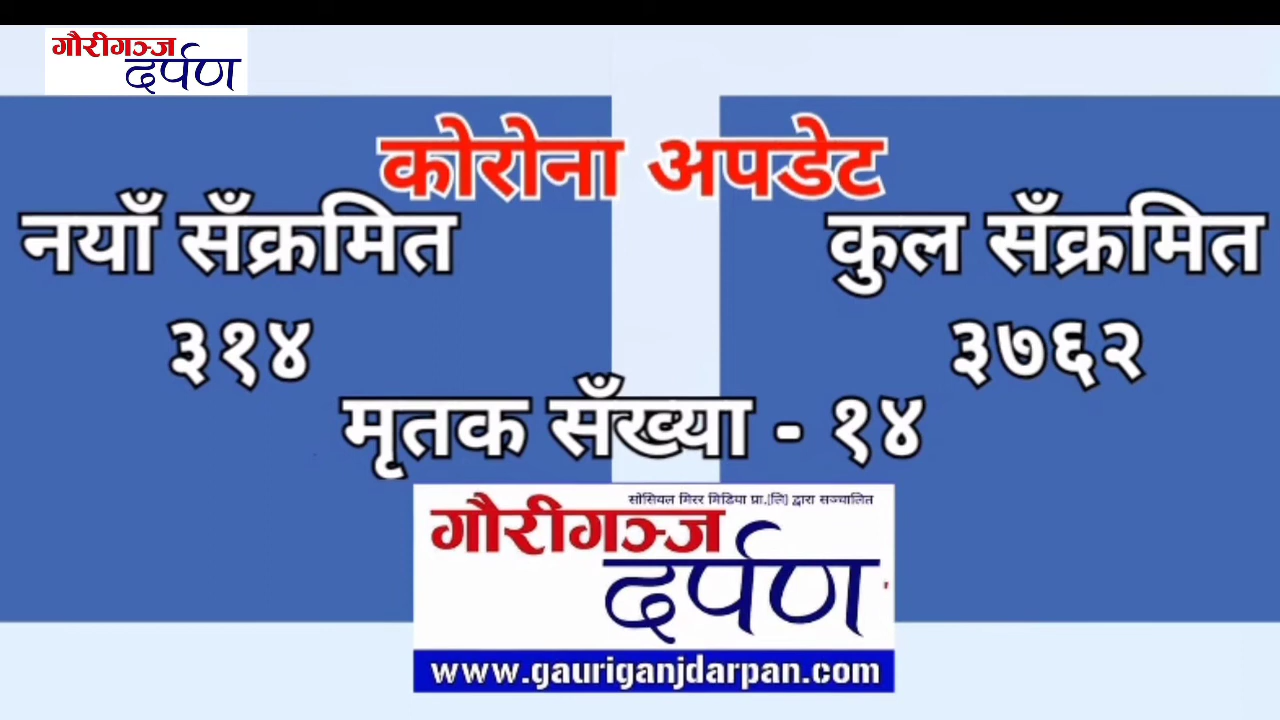 गौरीगञ्ज
दर्पण
कोरोना अपडेट
नयाँ सँक्रमित
कुल सँक्रमित
३१४
३७६२
मृतक सँख्या - १४
सोसियल मिरर मिडिया प्रा.[लि] द्वारा सञ्चालित
गौरीगञ्ज
दर्पण
www.gauriganjdarpan.com